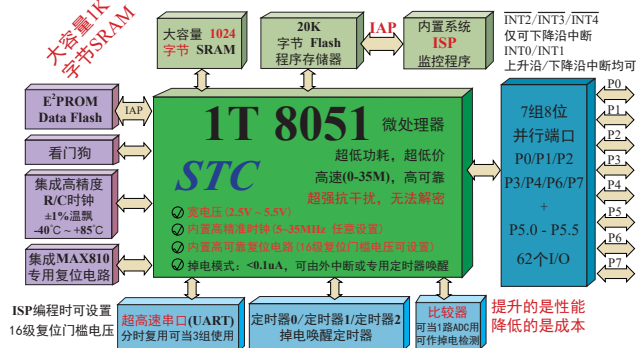 大容量1K
字节SRAM
大容量 1024
字节 SRAM
20K
字节 Flash
程序存储器
IAP
内置系统
ISP
监控程序
INT2/INT3/INT4
仅可下降沿中断
INT0/INT1
上升沿/下降沿中断均可
E²PROM
Data Flash
IAP
看门狗
集成高精度
R/C时钟
±1%温飘
-40℃ ~ +85℃
集成MAX810
专用复位电路
ISP编程时可设置
16级复位门槛电压
1T 8051 微处理器
STC
超低功耗，超低价
高速(0-35M)，高可靠
超强抗干扰，无法解密
宽电压(2.5V ~ 5.5V)
内置高精准时钟(5~35MHz 任意设置)
内置高可靠复位电路(16级复位门槛电压可设置)
掉电模式：<0.1uA，可由外中断或专用定时器唤醒
7组8位
并行端口
P0/P1/P2
P3/P4/P6/P7
+
P5.0 - P5.5
62个I/O
P0
P1
P2
P3
P4
P5
P6
P7
超高速串口(UART)
分时复用可当3组使用
定时器0/定时器1/定时器2
掉电唤醒定时器
比较器
可当1路ADC用
可作掉电检测
提升的是性能
降低的是成本